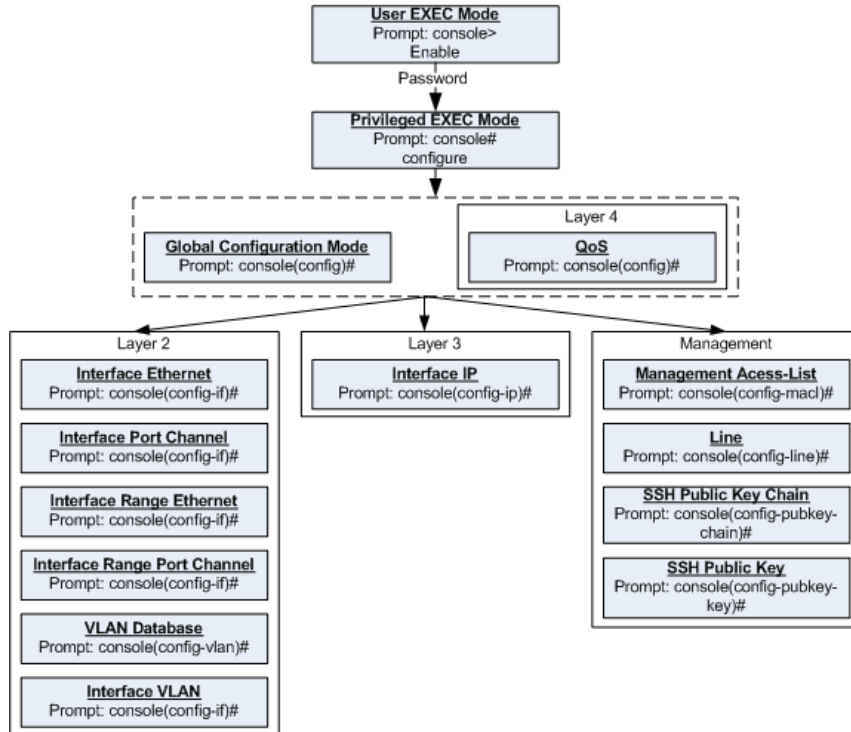 User EXEC Mode
Prompt: console>
Enable
Password
Privileged EXEC Mode
Prompt: console#
configure
Global Configuration Mode
Prompt: console(config)#
Layer 4
QoS
Prompt: console(config)#
Layer 2
Interface Ethernet
Prompt: console(config-if)#
Interface Port Channel
Prompt: console(config-if)#
Interface Range Ethernet
Prompt: console(config-if)#
Interface Range Port Channel
Prompt: console(config-if)#
VLAN Database
Prompt: console(config-vlan)#
Interface VLAN
Prompt: console(config-if)#
Layer 3
Interface IP
Prompt: console(config-ip)#
Management
Management Acess-List
Prompt: console(config-macl)#
Line
Prompt: console(config-line)#
SSH Public Key Chain
Prompt: console(config-pubkey-
chain)#
SSH Public Key
Prompt: console(config-pubkey-
key)#